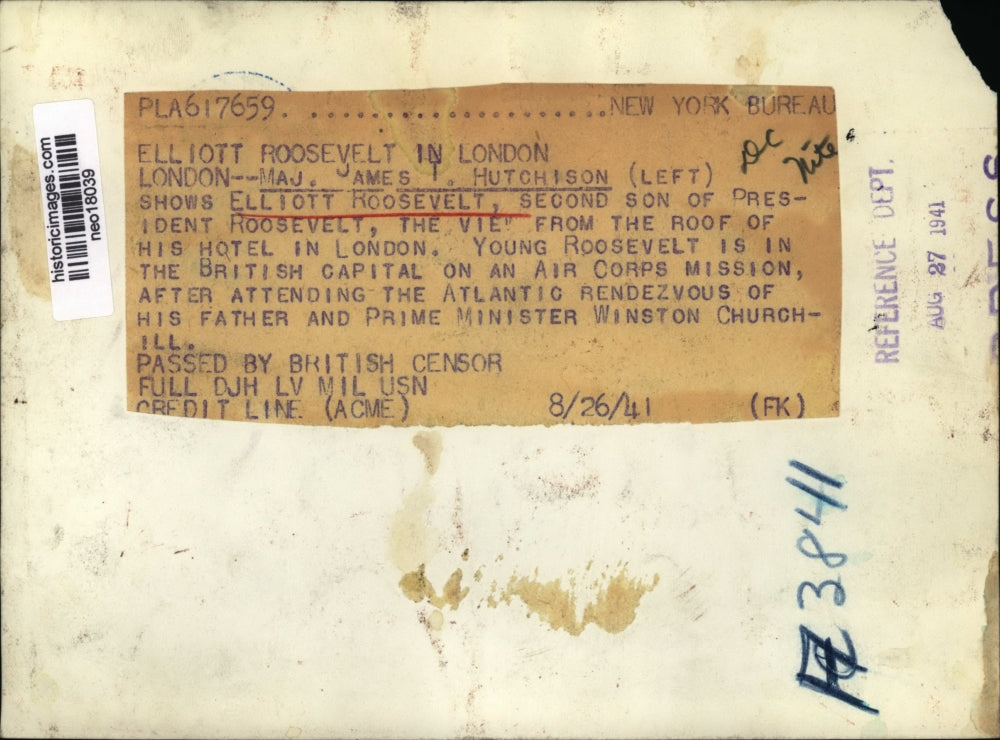 PLA617659. ......................NEW YORK BUREAU
ELLIOTT ROOSEVELT IN LONDON
LONDON--MAJ. JAMES T. HUTCHISON (LEFT)
SHOWS ELLIOTT ROOSEVELT, SECOND SON OF PRES-
IDENT ROOSEVELT, THE VIEW FROM THE ROOF OF
HIS HOTEL IN LONDON. YOUNG ROOSEVELT IS IN
THE BRITISH CAPITAL ON AN AIR CORPS MISSION,
AFTER ATTENDING THE ATLANTIC RENDEZVOUS OF
HIS FATHER AND PRIME MINISTER WINSTON CHURCH-
ILL.
PASSED BY BRITISH CENSOR
FULL DJH LV MIL USN
CREDIT LINE (ACME) 8/26/41 (FK)
historicimages.com
neo18039
REFERENCE DEPT.
AUG 27 1941
3841